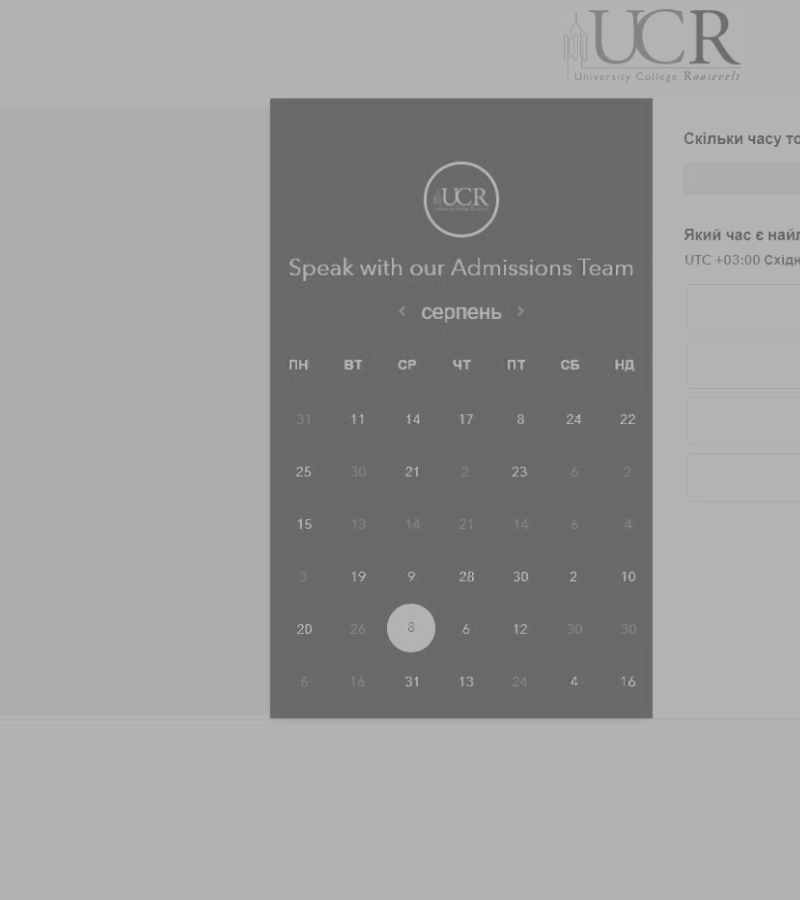 UCR
University College Roosevelt
UCR
Speak with our Admissions Team
серпень
ПН ВТ СР ЧТ ПТ СБ НД
31 11 14 17 8 24 22
25 30 21 2 23 6 2
15 13 14 21 14 6 4
3 19 9 28 30 2 10
20 26 8 6 12 30 30
6 16 31 13 24 4 16
Скільки часу то
Який час є найл
UTC +03:00 Східн